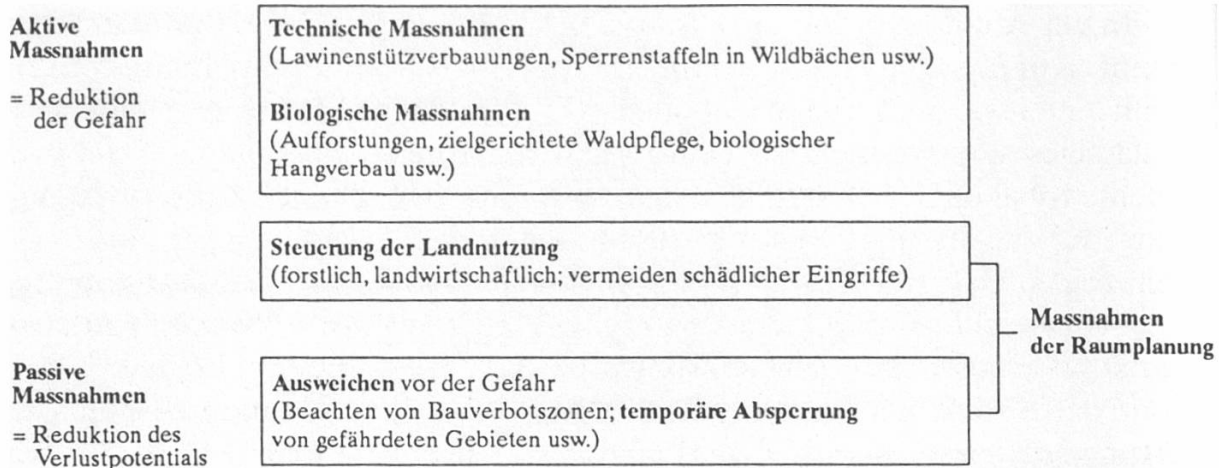 Aktive
Massnahmen
= Reduktion
der Gefahr
Technische Massnahmen
(Lawinenstützverbauungen, Sperrenstaffeln in Wildbächen usw.)
Biologische Massnahmen
(Aufforstungen, zielgerichtete Waldpflege, biologischer
Hangverbau usw.)
Steuerung der Landnutzung
(forstlich, landwirtschaftlich; vermeiden schädlicher Eingriffe)
Massnahmen
der Raumplanung
Passive
Massnahmen
= Reduktion des
Verlustpotentials
Ausweichen vor der Gefahr
(Beachten von Bauverbotszonen; temporäre Absperrung
von gefährdeten Gebieten usw.)